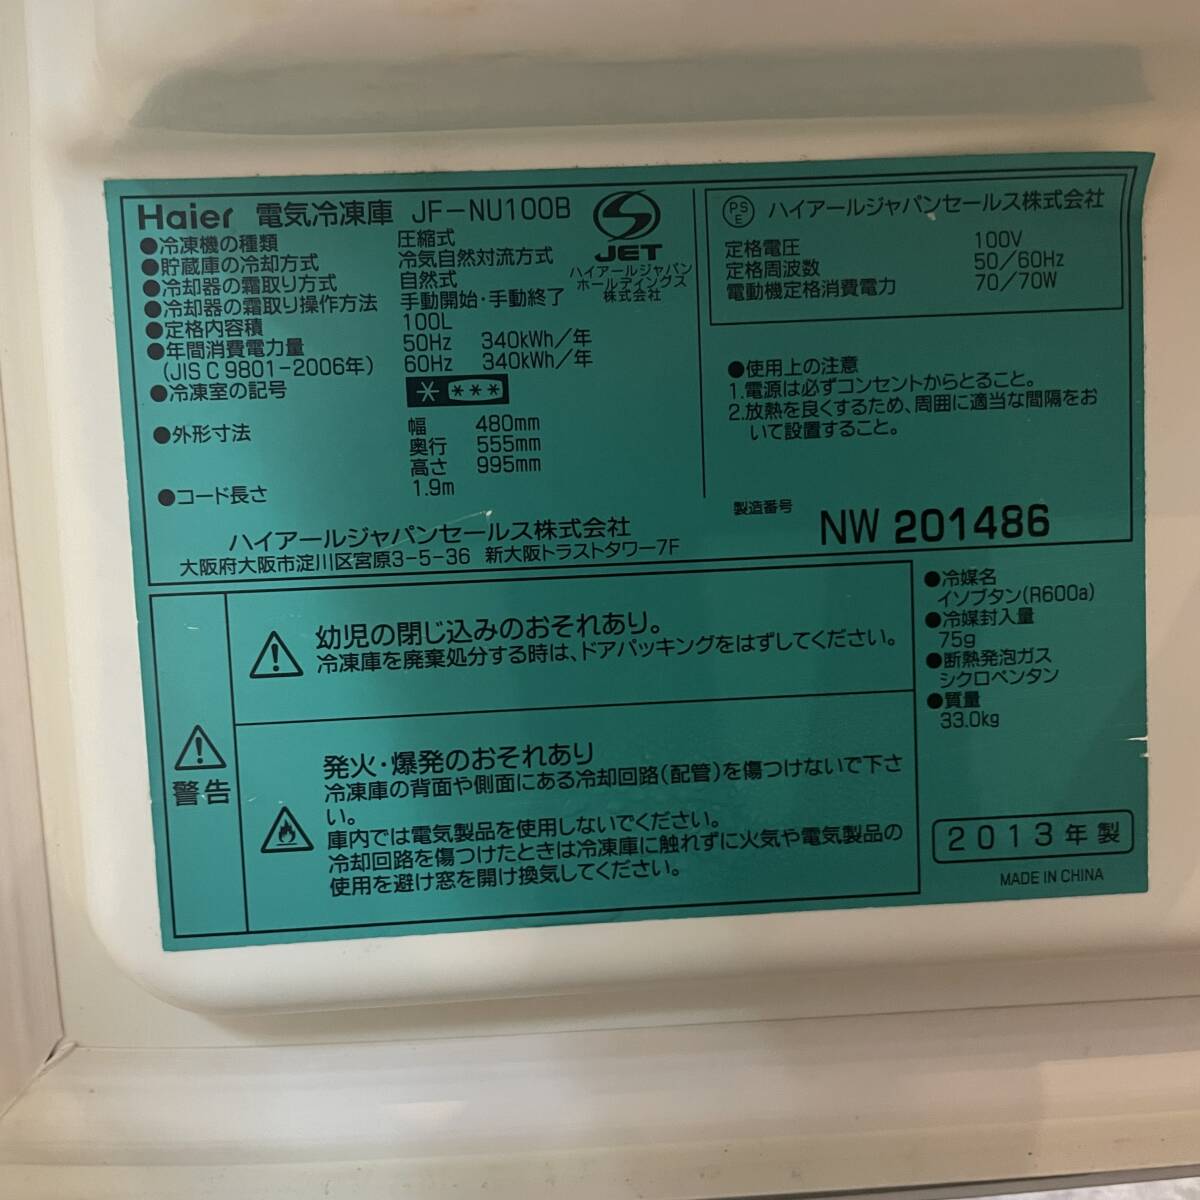 Haier 電気冷凍庫 JF-NU100B
●冷凍機の種類 圧縮式
●貯蔵庫の冷却方式 冷気自然対流方式
●冷却器の霜取り方式 自然式
●冷却器の霜取り操作方法 手動開始・手動終了
●定格内容積 100L
●年間消費電力量 50Hz 340kWh/年
(JIS C 9801-2006年) 60Hz 340kWh/年
●冷凍室の記号 * ***
●外形寸法 幅 480mm
奥行 555mm
高さ 995mm
●コード長さ 1.9m
JET
ハイアールジャパン
ホールディングス
株式会社
ハイアールジャパンセールス株式会社
大阪府大阪市淀川区宮原3-5-36 新大阪トラストタワー7F
PS
E
ハイアールジャパンセールス株式会社
定格電圧 100V
定格周波数 50/60Hz
電動機定格消費電力 70/70W
●使用上の注意
1.電源は必ずコンセントからとること。
2.放熱を良くするため、周囲に適当な間隔をお
いて設置すること。
製造番号 NW 201486
警告
幼児の閉じ込みのおそれあり。
冷凍庫を廃棄処分する時は、ドアパッキングをはずしてください。
発火・爆発のおそれあり
冷凍庫の背面や側面にある冷却回路(配管)を傷つけないで下さ
い。
庫内では電気製品を使用しないでください。
冷却回路を傷つけたときは冷凍庫に触れずに火気や電気製品の
使用を避け窓を開け換気してください。
●冷媒名
イソブタン(R600a)
●冷媒封入量
75g
●断熱発泡ガス
シクロペンタン
●質量
33.0kg
2013年製
MADE IN CHINA